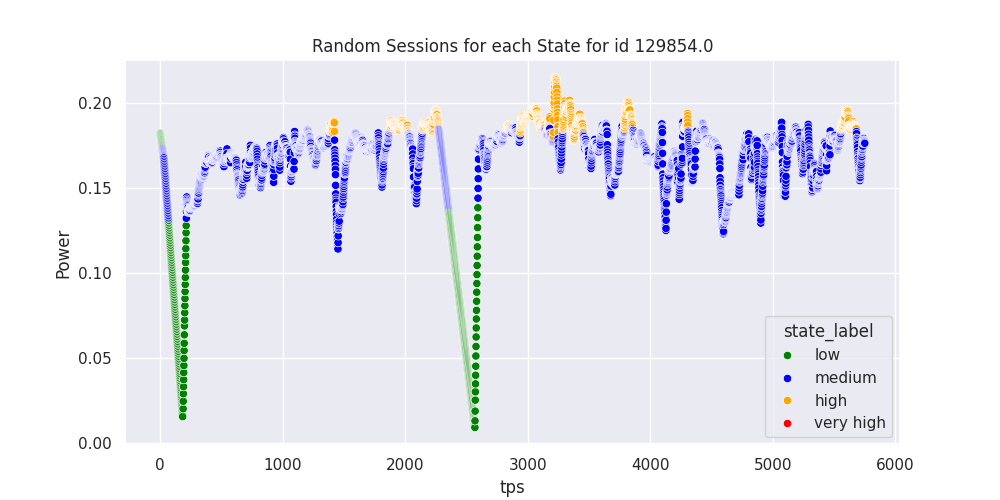 Random Sessions for each State for id 129854.0
Power
0.20
0.15
0.10
0.05
0.00
0
1000
2000
3000
4000
5000
6000
tps
state_label
low
medium
high
very high